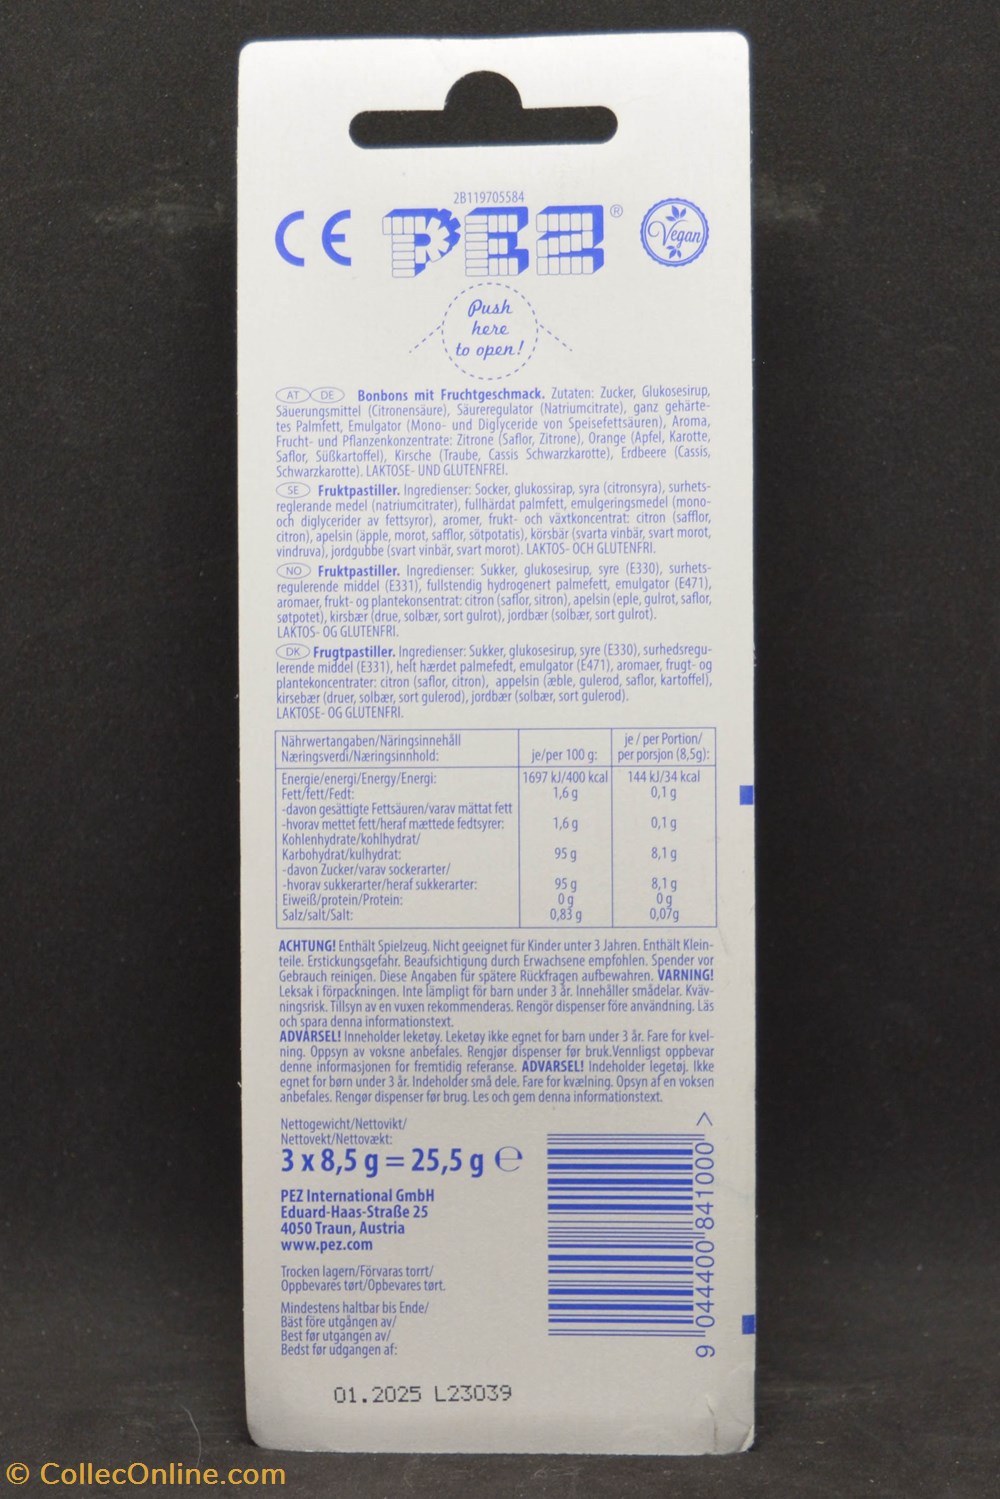 2B119705584
CE PEZ® Vegan
Push
here
to open!
AT DE Bonbons mit Fruchtgeschmack. Zutaten: Zucker, Glukosesirup,
Säuerungsmittel (Citronensäure), Säureregulator (Natriumcitrate), ganz gehärte-
tes Palmfett, Emulgator (Mono- und Diglyceride von Speisefettsäuren), Aroma,
Frucht- und Pflanzenkonzentrate: Zitrone (Saflor, Zitrone), Orange (Apfel, Karotte,
Saflor, Süßkartoffel), Kirsche (Traube, Cassis Schwarzkarotte), Erdbeere (Cassis,
Schwarzkarotte). LAKTOSE- UND GLUTENFREI.
SE Fruktpastiller. Ingredienser: Socker, glukossirap, syra (citronsyra), surhets-
reglerande medel (natriumcitrater), fullhärdat palmfett, emulgeringsmedel (mono-
och diglycerider av fettsyror), aromer, frukt- och växtkoncentrat: citron (safflor,
citron), apelsin (äpple, morot, safflor, sötpotatis), körsbär (svarta vinbär, svart morot,
vindruva), jordgubbe (svart vinbär, svart morot). LAKTOS- OCH GLUTENFRI.
NO Fruktpastiller. Ingredienser: Sukker, glukosesirup, syre (E330), surhets-
regulerende middel (E331), fullstendig hydrogenert palmefett, emulgator (E471),
aromaer, frukt- og plantekonsentrat: citron (saflor, sitron), apelsin (eple, gulrot, saflor,
søtpotet), kirsbær (drue, solbær, sort gulrot), jordbær (solbær, sort gulrot).
LAKTOS- OG GLUTENFRI.
DK Frugtpastiller. Ingredienser: Sukker, glukosesirup, syre (E330), surhedsregu-
lerende middel (E331), helt hærdet palmefedt, emulgator (E471), aromaer, frugt- og
plantekoncentrater: citron (saflor, citron), appelsin (æble, gulerod, saflor, kartoffel),
kirsebær (druer, solbær, sort gulerod), jordbær (solbær, sort gulerod).
LAKTOSE- OG GLUTENFRI.
Nährwertangaben/Näringsinnehåll je / per Portion/
Næringsverdi/Næringsinnhold: je/per 100 g: per porsjon (8,5g):
Energie/energi/Energy/Energi: 1697 kJ/400 kcal 144 kJ/34 kcal
Fett/fett/Fedt: 1,6 g 0,1 g
-davon gesättigte Fettsäuren/varav mättat fett
-hvorav mettet fett/heraf mættede fedtsyrer: 1,6 g 0,1 g
Kohlenhydrate/kohlhydrat/
Karbohydrat/kulhydrat: 95 g 8,1 g
-davon Zucker/varav sockerarter/
-hvorav sukkerarter/heraf sukkerarter: 95 g 8,1 g
Eiweiß/protein/Protein: 0 g 0 g
Salz/salt/Salt: 0,83 g 0,07g
ACHTUNG! Enthält Spielzeug. Nicht geeignet für Kinder unter 3 Jahren. Enthält Klein-
teile. Erstickungsgefahr. Beaufsichtigung durch Erwachsene empfohlen. Spender vor
Gebrauch reinigen. Diese Angaben für spätere Rückfragen aufbewahren. VARNING!
Leksak i förpackningen. Inte lämpligt för barn under 3 år. Innehåller smådelar. Kväv-
ningsrisk. Tillsyn av en vuxen rekommenderas. Rengör dispenser före användning. Läs
och spara denna informationstext.
ADVARSEL! Inneholder leketøy. Leketøy ikke egnet for barn under 3 år. Fare for kvel-
ning. Oppsyn av voksne anbefales. Rengjør dispenser før bruk.Vennligst oppbevar
denne informasjonen for fremtidig referanse. ADVARSEL! Indeholder legetøj. Ikke
egnet for børn under 3 år. Indeholder små dele. Fare for kvælning. Opsyn af en voksen
anbefales. Rengør dispenser før brug. Les och gem denna informationstext.
Nettogewicht/Nettovikt/
Nettovekt/Nettovækt:
3 x 8,5 g = 25,5 g ℮
PEZ International GmbH
Eduard-Haas-Straße 25
4050 Traun, Austria
www.pez.com
Trocken lagern/Förvaras torrt/
Oppbevares tørt/Opbevares tørt.
Mindestens haltbar bis Ende/
Bäst före utgången av/
Best før utgången av/
Bedst før udgangen af:
9 044400 841000 >
01.2025 L23039
© CollecOnline.com